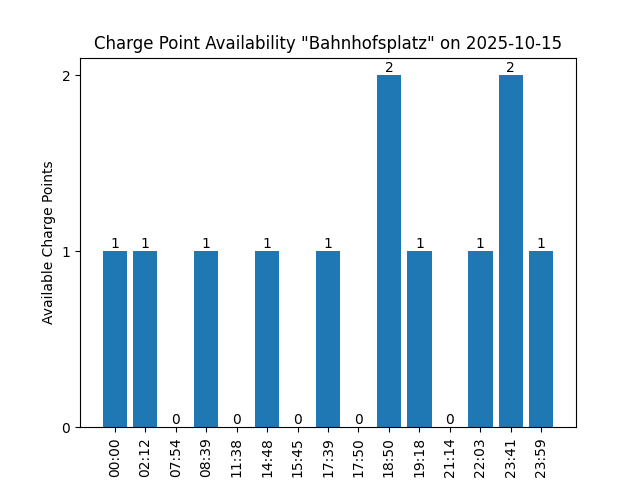 Charge Point Availability "Bahnhofsplatz" on 2025-10-15
Available Charge Points
2
1
0
1 1 0 1 0 1 0 1 0 2 1 0 1 2 1
00:00 02:12 07:54 08:39 11:38 14:48 15:45 17:39 17:50 18:50 19:18 21:14 22:03 23:41 23:59